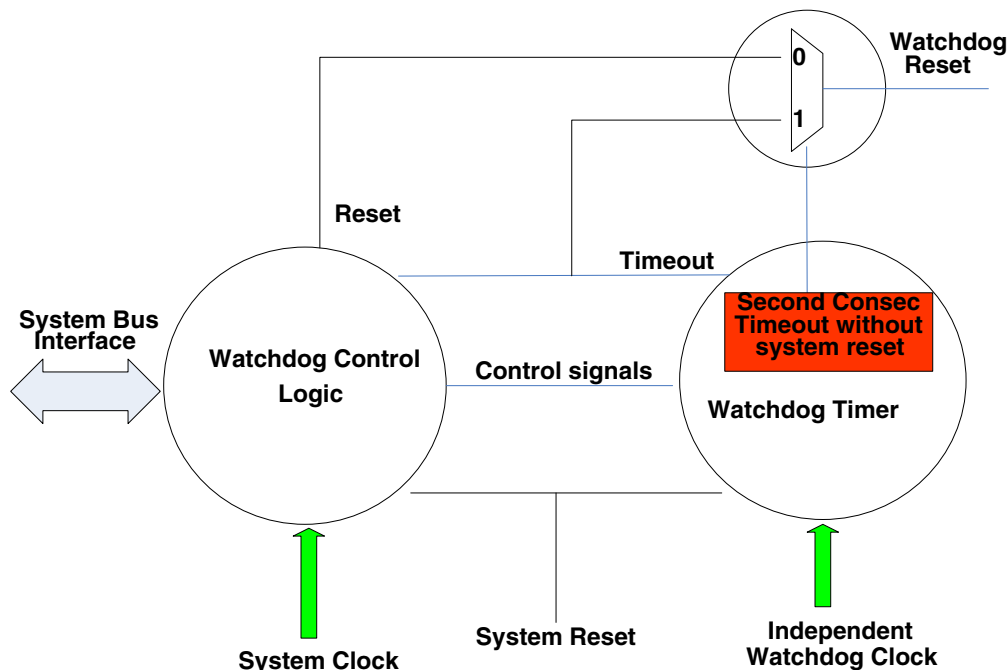 Watchdog
Reset
0
1
Reset
Timeout
Second Consec
Timeout without
system reset
System Bus
Interface
Watchdog Control
Logic
Control signals
Watchdog Timer
System Reset
System Clock
Independent
Watchdog Clock